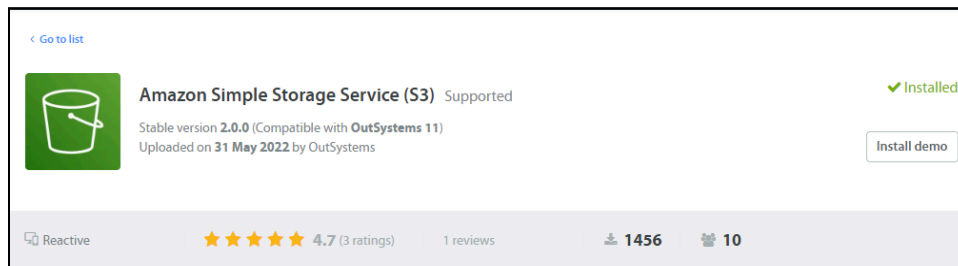 < Go to list
Amazon Simple Storage Service (S3) Supported
Installed
Stable version 2.0.0 (Compatible with OutSystems 11)
Uploaded on 31 May 2022 by OutSystems
Install demo
Reactive 4.7 (3 ratings) 1 reviews 1456 10